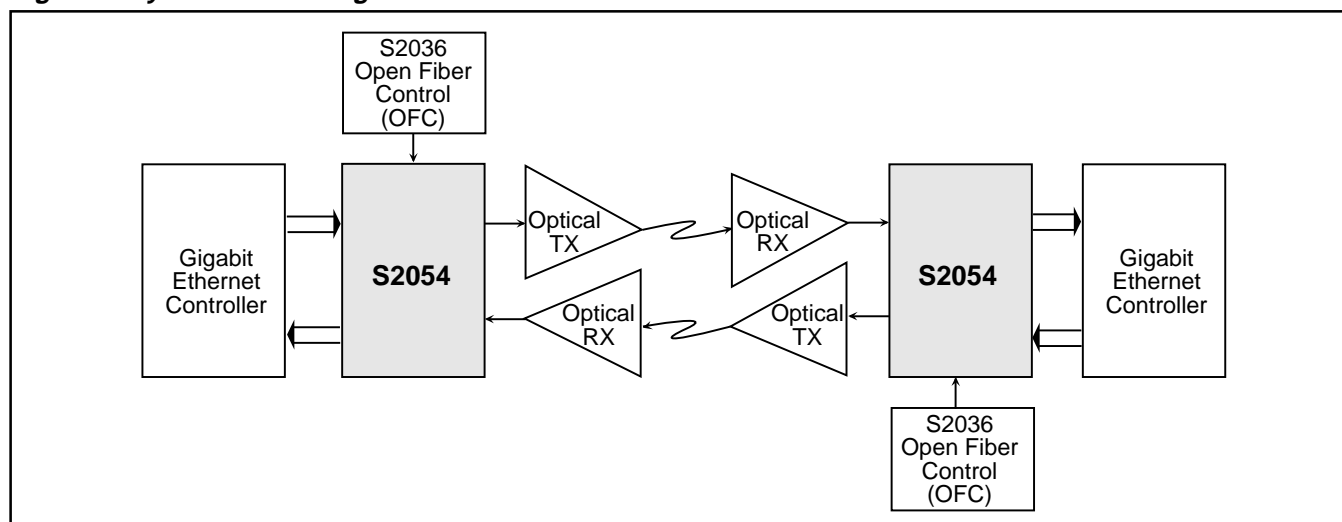 S2036
Open Fiber
Control
(OFC)
Gigabit
Ethernet
Controller
S2054
Optical
TX
Optical
RX
Optical
RX
Optical
TX
S2054
Gigabit
Ethernet
Controller
S2036
Open Fiber
Control
(OFC)